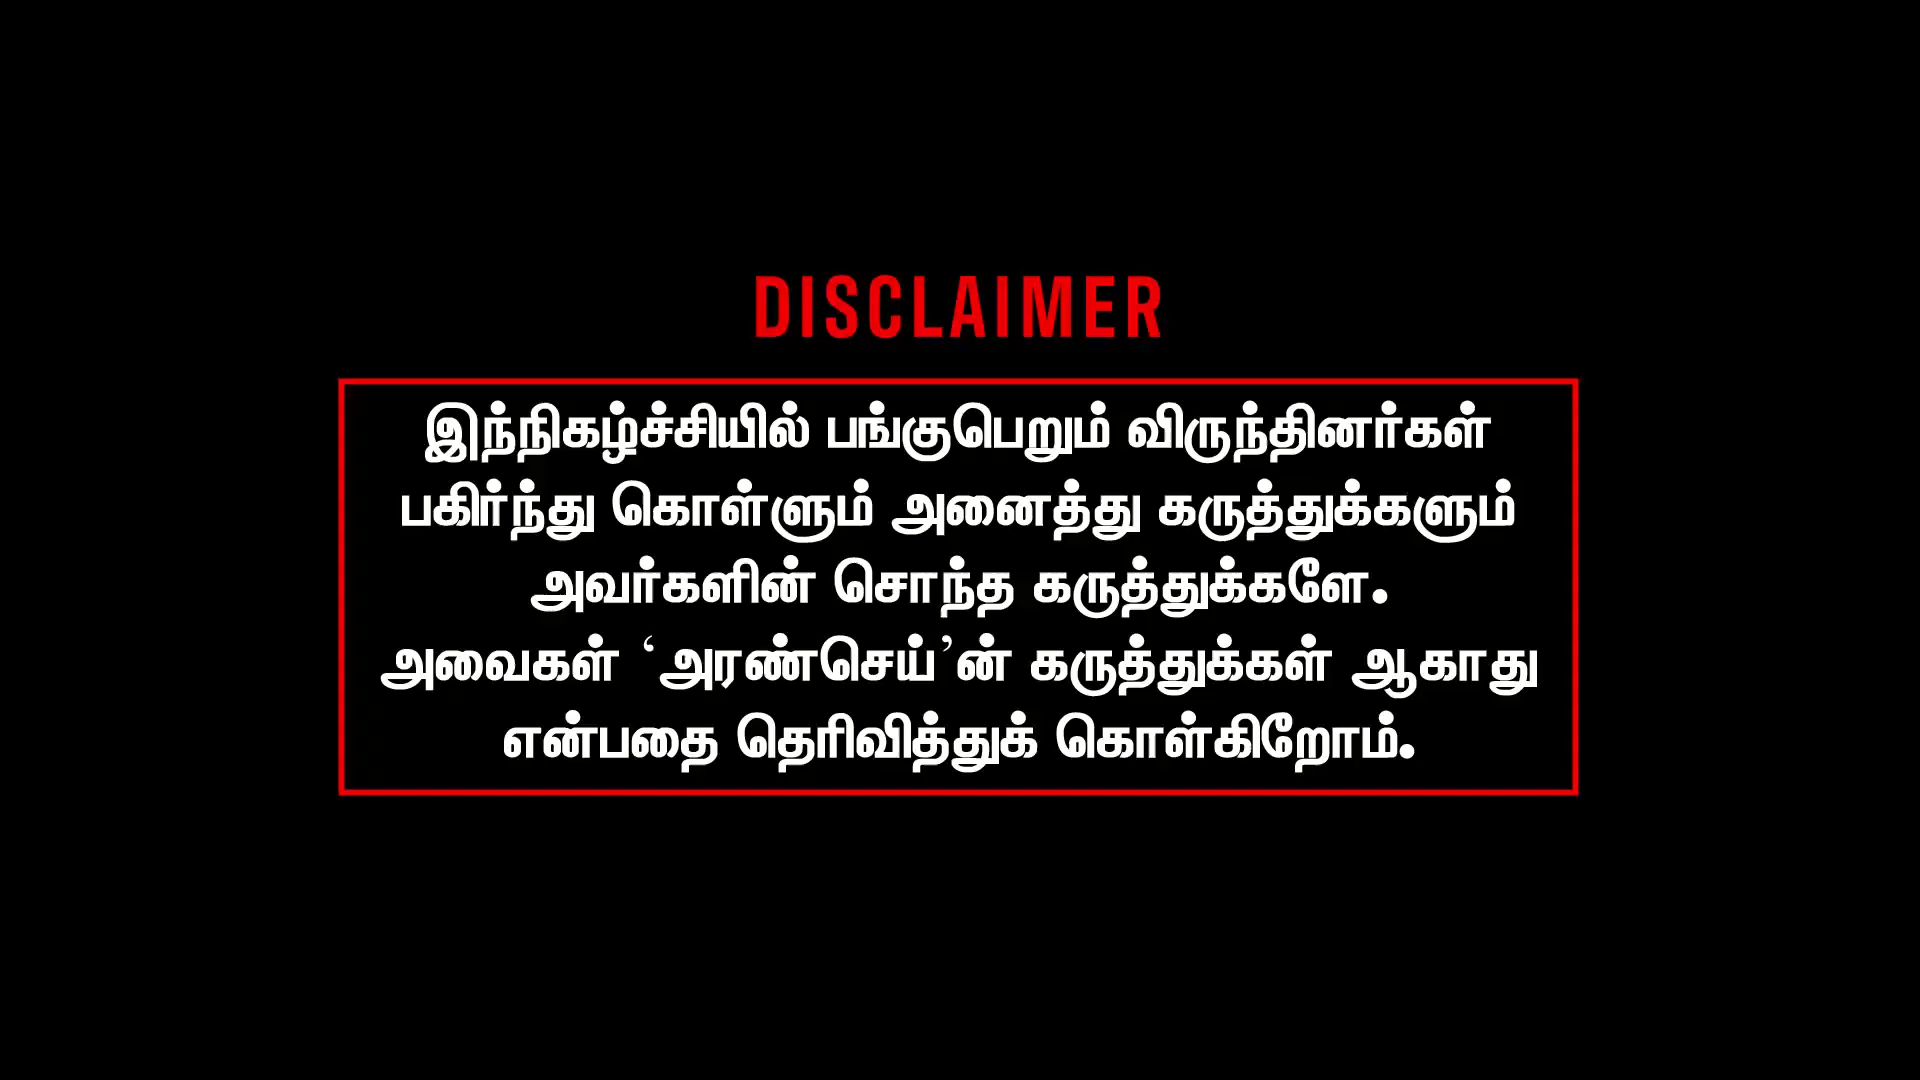 DISCLAIMER
இந்நிகழ்ச்சியில் பங்குபெறும் விருந்தினர்கள்
பகிர்ந்து கொள்ளும் அனைத்து கருத்துக்களும்
அவர்களின் சொந்த கருத்துக்களே.
அவைகள் ‘அரண்செய்’ன் கருத்துக்கள் ஆகாது
என்பதை தெரிவித்துக் கொள்கிறோம்.